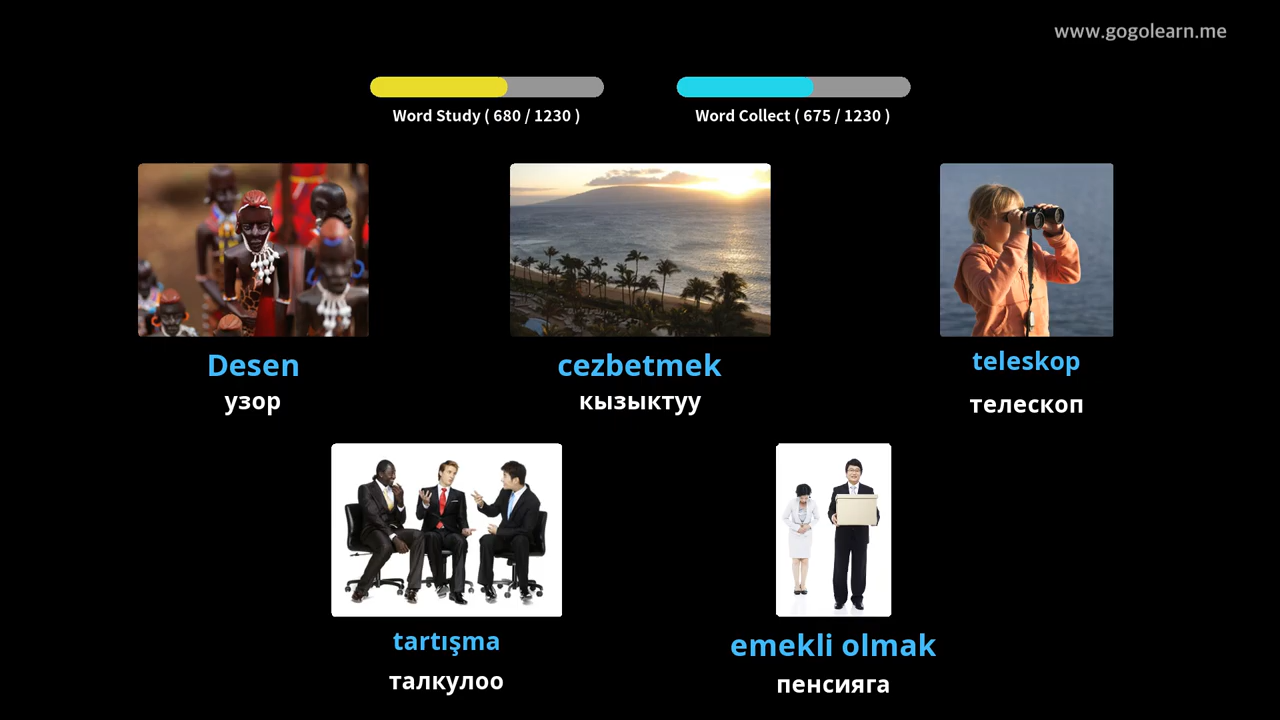 www.gogolearn.me
Word Study ( 680 / 1230 )
Word Collect ( 675 / 1230 )
Desen
узор
cezbetmek
кызыктуу
teleskop
телескоп
tartışma
талкулоо
emekli olmak
пенсияга